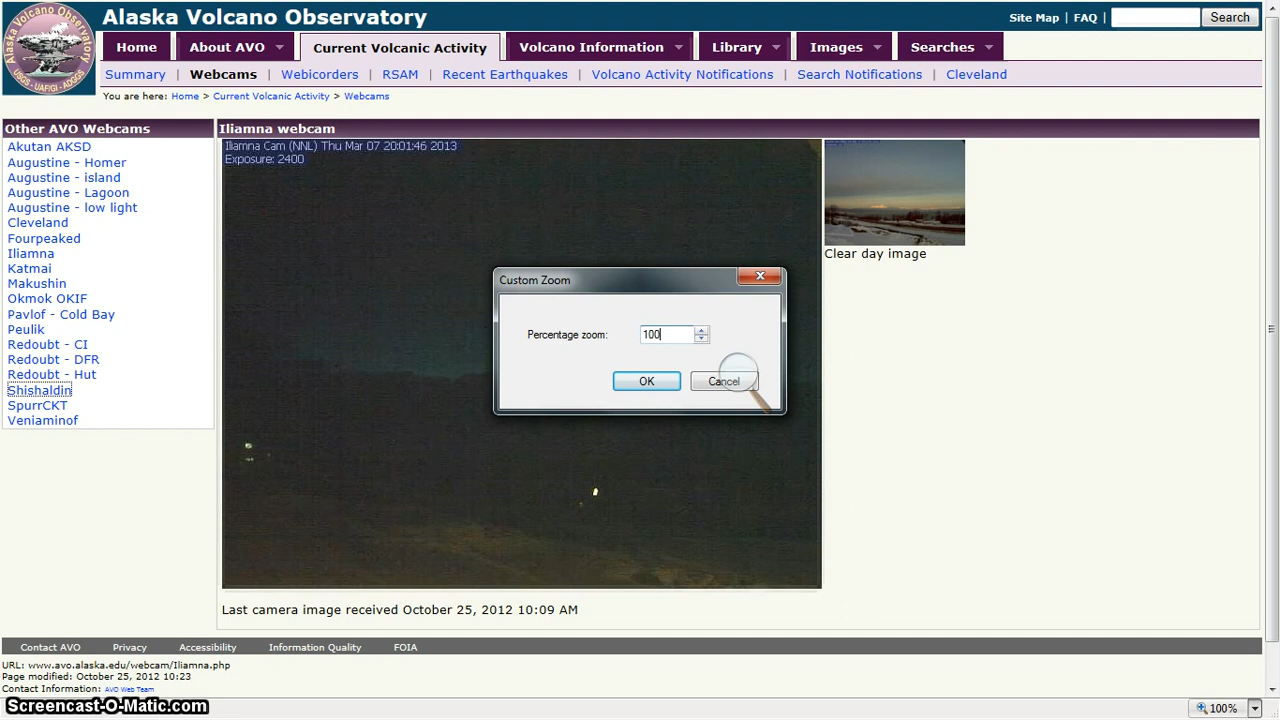 Alaska Volcano Observatory
Site Map | FAQ |
Search
Home
About AVO
Current Volcanic Activity
Volcano Information
Library
Images
Searches
Summary | Webcams | Webicorders | RSAM | Recent Earthquakes | Volcano Activity Notifications | Search Notifications | Cleveland
You are here: Home > Current Volcanic Activity > Webcams
Other AVO Webcams
Akutan AKSD
Augustine - Homer
Augustine - island
Augustine - Lagoon
Augustine - low light
Cleveland
Fourpeaked
Iliamna
Katmai
Makushin
Okmok OKIF
Pavlof - Cold Bay
Peulik
Redoubt - CI
Redoubt - DFR
Redoubt - Hut
Shishaldin
SpurrCKT
Veniaminof
Iliamna webcam
Iliamna Cam (NNL) Thu Mar 07 20:01:46 2013
Exposure: 2400
Clear day image
Custom Zoom
Percentage zoom:
100
OK
Cancel
Last camera image received October 25, 2012 10:09 AM
Contact AVO
Privacy
Accessibility
Information Quality
FOIA
URL: www.avo.alaska.edu/webcam/Iliamna.php
Page modified: October 25, 2012 10:23
Contact Information: AVO Web Team
Screencast-O-Matic.com
100%